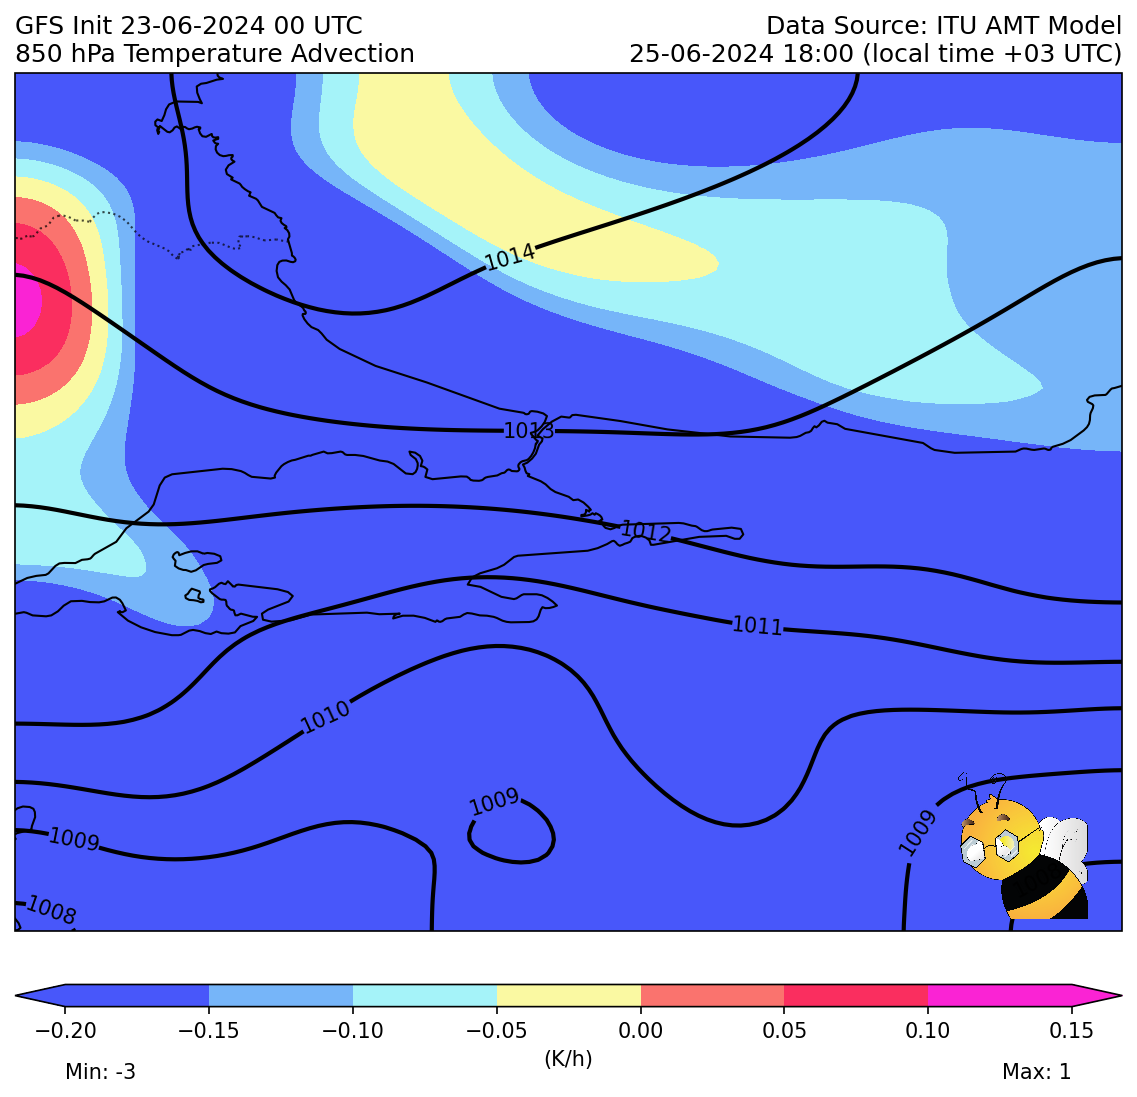 GFS Init 23-06-2024 00 UTC
Data Source: ITU AMT Model
850 hPa Temperature Advection
25-06-2024 18:00 (local time +03 UTC)
1014
1013
1012
1011
1010
1009
1009
1009
1008
−0.20
−0.15
−0.10
−0.05
0.00
0.05
0.10
0.15
(K/h)
Min: -3
Max: 1